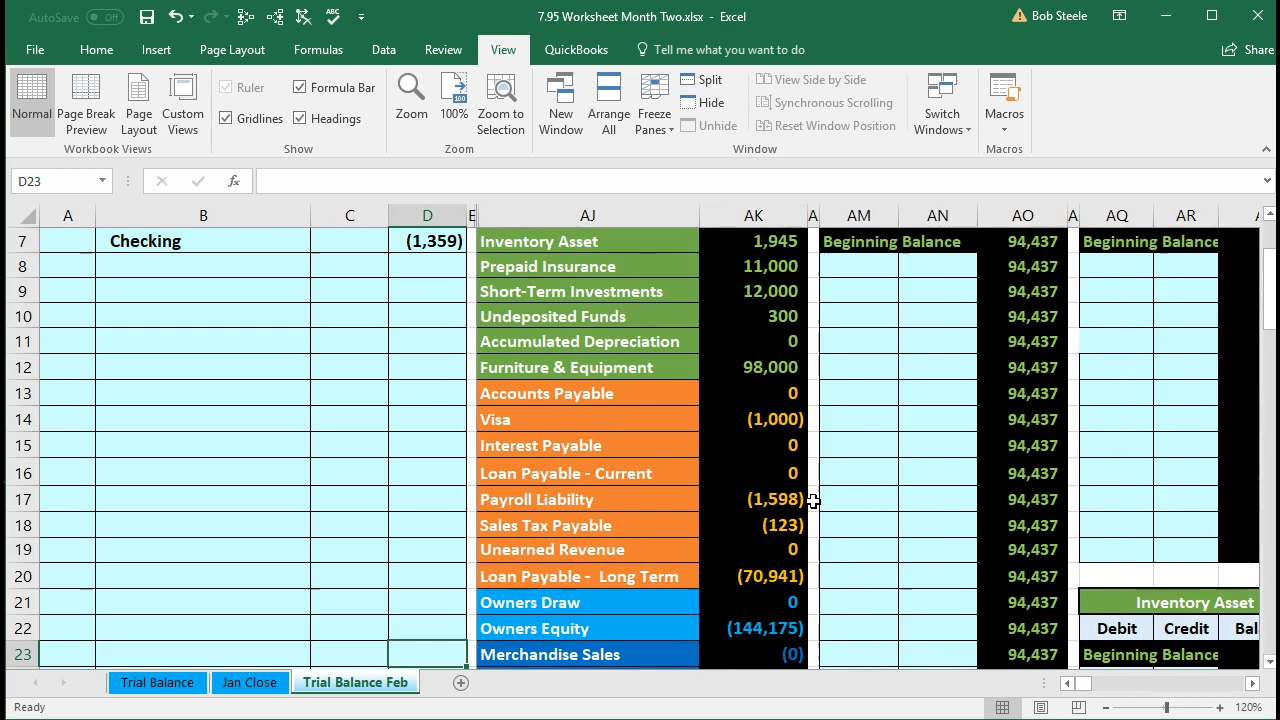 AutoSave Off 7.95 Worksheet Month Two.xlsx - Excel Bob Steele
File Home Insert Page Layout Formulas Data Review View QuickBooks Tell me what you want to do Share
Normal Page Break Preview Page Layout Custom Views Ruler Formula Bar Gridlines Headings Zoom 100% Zoom to Selection New Window Arrange All Freeze Panes Split Hide Unhide View Side by Side Synchronous Scrolling Reset Window Position Switch Windows Macros
Workbook Views Show Zoom Window Macros
D23 fx
A B C D E AJ AK A AM AN AO A AQ AR
7 Checking (1,359) Inventory Asset 1,945 Beginning Balance 94,437 Beginning Balance
8 Prepaid Insurance 11,000 94,437
9 Short-Term Investments 12,000 94,437
10 Undeposited Funds 300 94,437
11 Accumulated Depreciation 0 94,437
12 Furniture & Equipment 98,000 94,437
13 Accounts Payable 0 94,437
14 Visa (1,000) 94,437
15 Interest Payable 0 94,437
16 Loan Payable - Current 0 94,437
17 Payroll Liability (1,598) 94,437
18 Sales Tax Payable (123) 94,437
19 Unearned Revenue 0 94,437
20 Loan Payable - Long Term (70,941) 94,437
21 Owners Draw 0 94,437 Inventory Asset
22 Owners Equity (144,175) 94,437 Debit Credit Bal
23 Merchandise Sales (0) 94,437 Beginning Balance
Trial Balance Jan Close Trial Balance Feb
Ready 120%